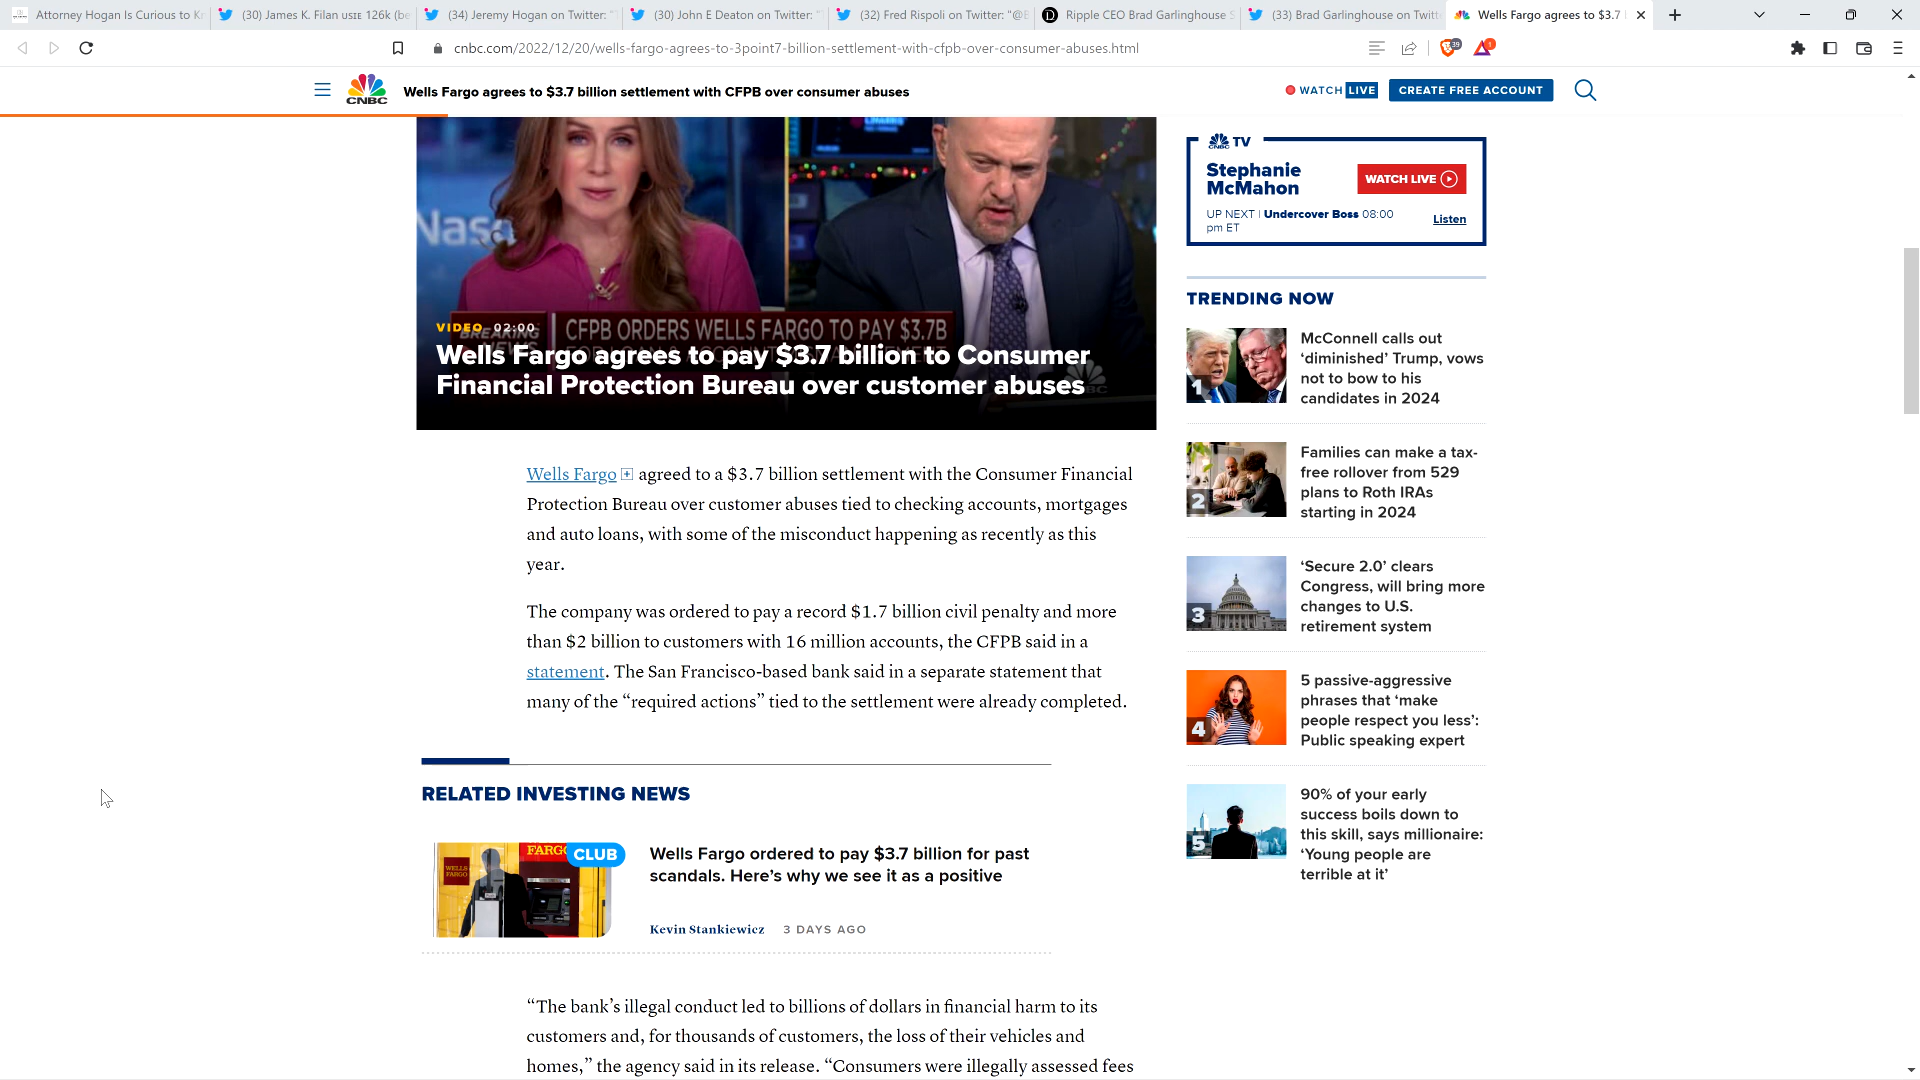 Attorney Hogan Is Curious to K
(30) James K. Filan 126k (be
(34) Jeremy Hogan on Twitter: "
(30) John E Deaton on Twitter: "
(32) Fred Rispoli on Twitter: "@B
Ripple CEO Brad Garlinghouse S
(33) Brad Garlinghouse on Twitt
Wells Fargo agrees to $3.7
cnbc.com/2022/12/20/wells-fargo-agrees-to-3point7-billion-settlement-with-cfpb-over-consumer-abuses.html
39
1
CNBC
Wells Fargo agrees to $3.7 billion settlement with CFPB over consumer abuses
WATCH LIVE
CREATE FREE ACCOUNT
Nasd
BREAKING NEWS
CFPB ORDERS WELLS FARGO TO PAY $3.7B
VIDEO 02:00
Wells Fargo agrees to pay $3.7 billion to Consumer
Financial Protection Bureau over customer abuses
Wells Fargo agreed to a $3.7 billion settlement with the Consumer Financial
Protection Bureau over customer abuses tied to checking accounts, mortgages
and auto loans, with some of the misconduct happening as recently as this
year.
The company was ordered to pay a record $1.7 billion civil penalty and more
than $2 billion to customers with 16 million accounts, the CFPB said in a
statement. The San Francisco-based bank said in a separate statement that
many of the “required actions” tied to the settlement were already completed.
RELATED INVESTING NEWS
WELLS FARGO
FARGO
CLUB
Wells Fargo ordered to pay $3.7 billion for past
scandals. Here’s why we see it as a positive
Kevin Stankiewicz 3 DAYS AGO
“The bank’s illegal conduct led to billions of dollars in financial harm to its
customers and, for thousands of customers, the loss of their vehicles and
homes,” the agency said in its release. “Consumers were illegally assessed fees
CNBC TV
Stephanie
McMahon
WATCH LIVE
UP NEXT | Undercover Boss 08:00
pm ET
Listen
TRENDING NOW
1
McConnell calls out
‘diminished’ Trump, vows
not to bow to his
candidates in 2024
2
Families can make a tax-
free rollover from 529
plans to Roth IRAs
starting in 2024
3
‘Secure 2.0’ clears
Congress, will bring more
changes to U.S.
retirement system
4
5 passive-aggressive
phrases that ‘make
people respect you less’:
Public speaking expert
5
90% of your early
success boils down to
this skill, says millionaire:
‘Young people are
terrible at it’